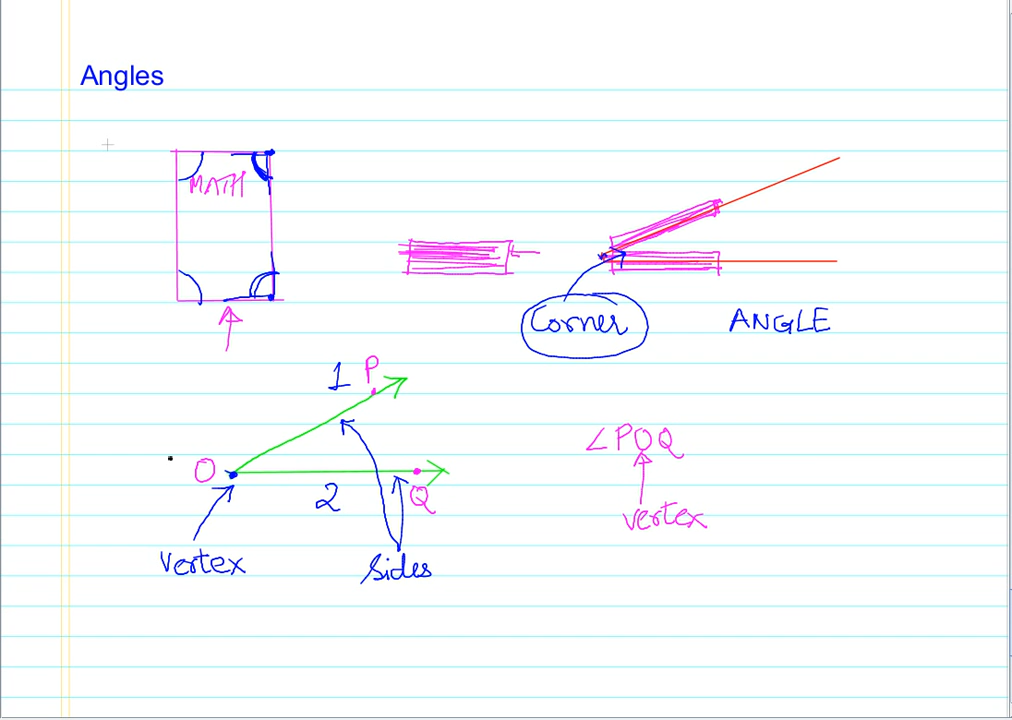 Angles
MATH
Corner
ANGLE
1 P
O
2 Q
∠POQ
vertex
Vertex
Sides